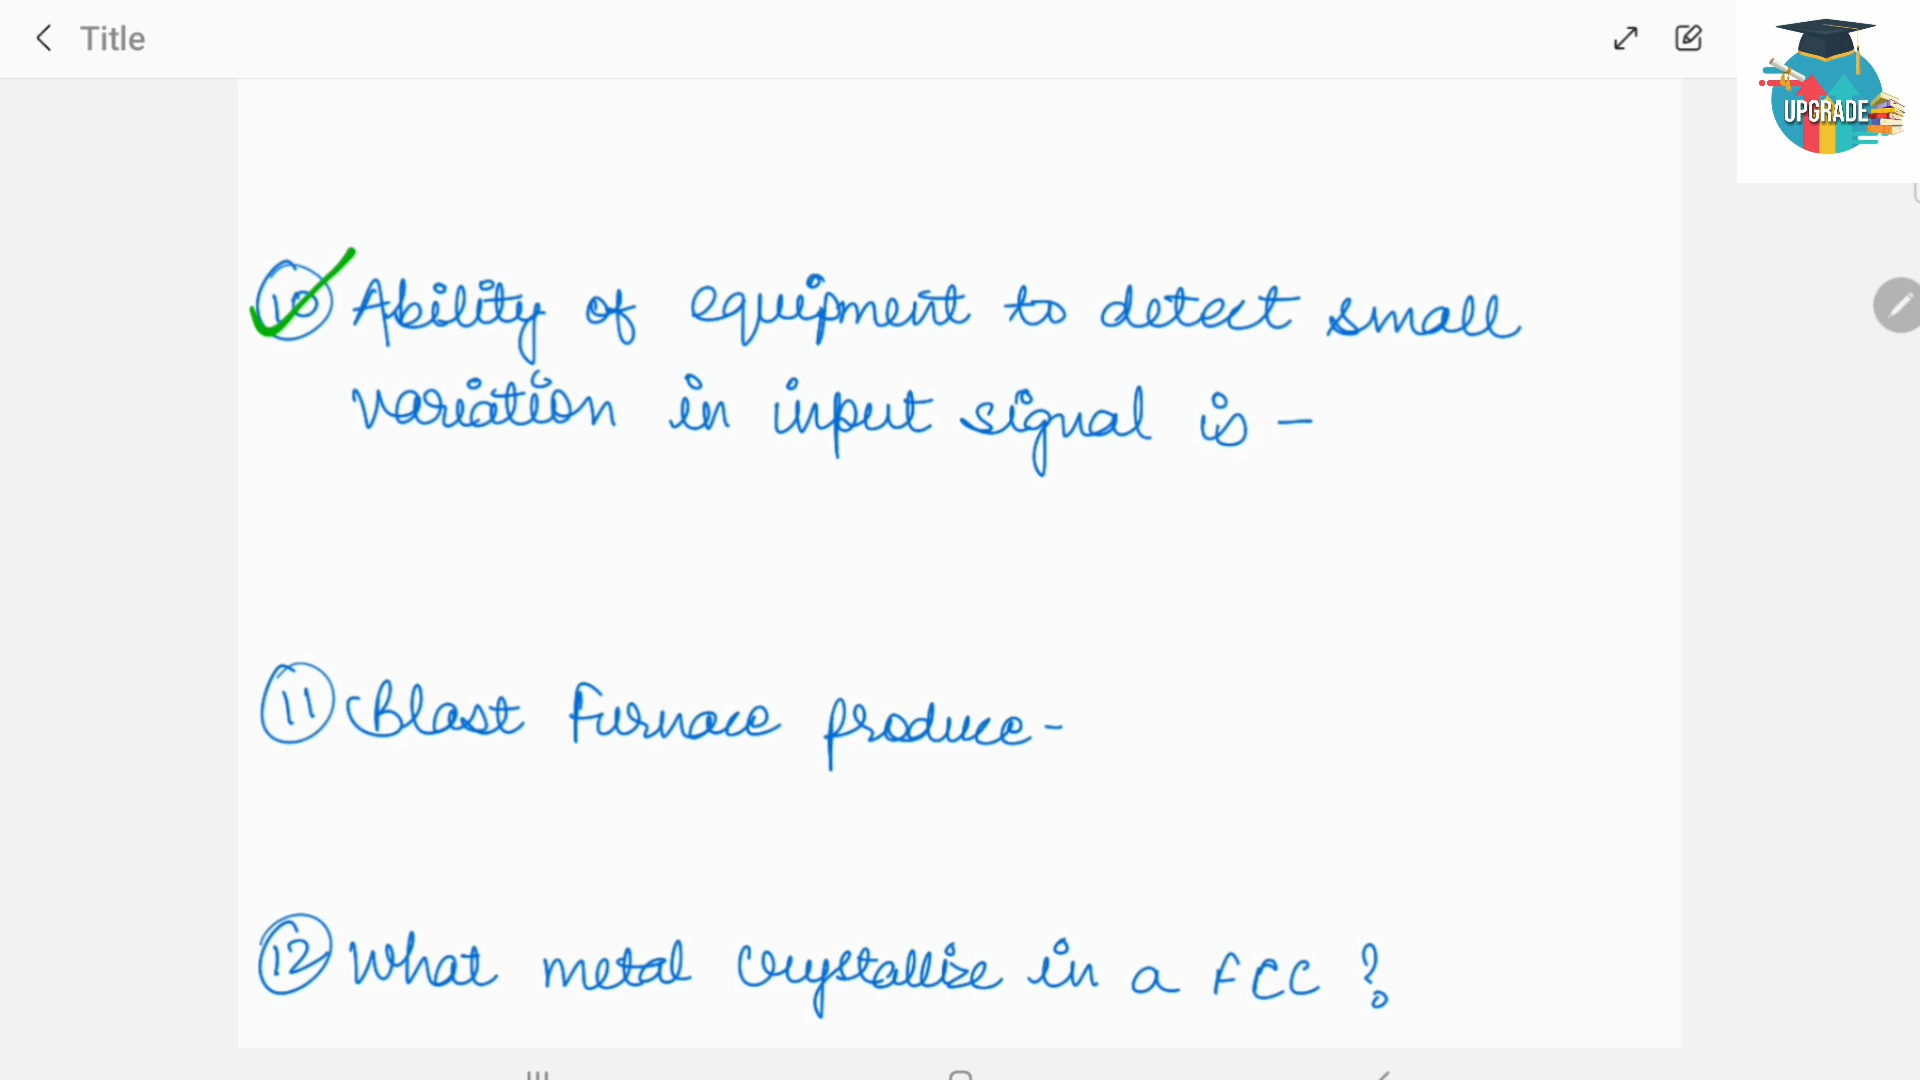 Title
UPGRADE
10 Ability of equipment to detect small
variation in input signal is -
11 Blast Furnace produce -
12 What metal crystallise in a FCC ?